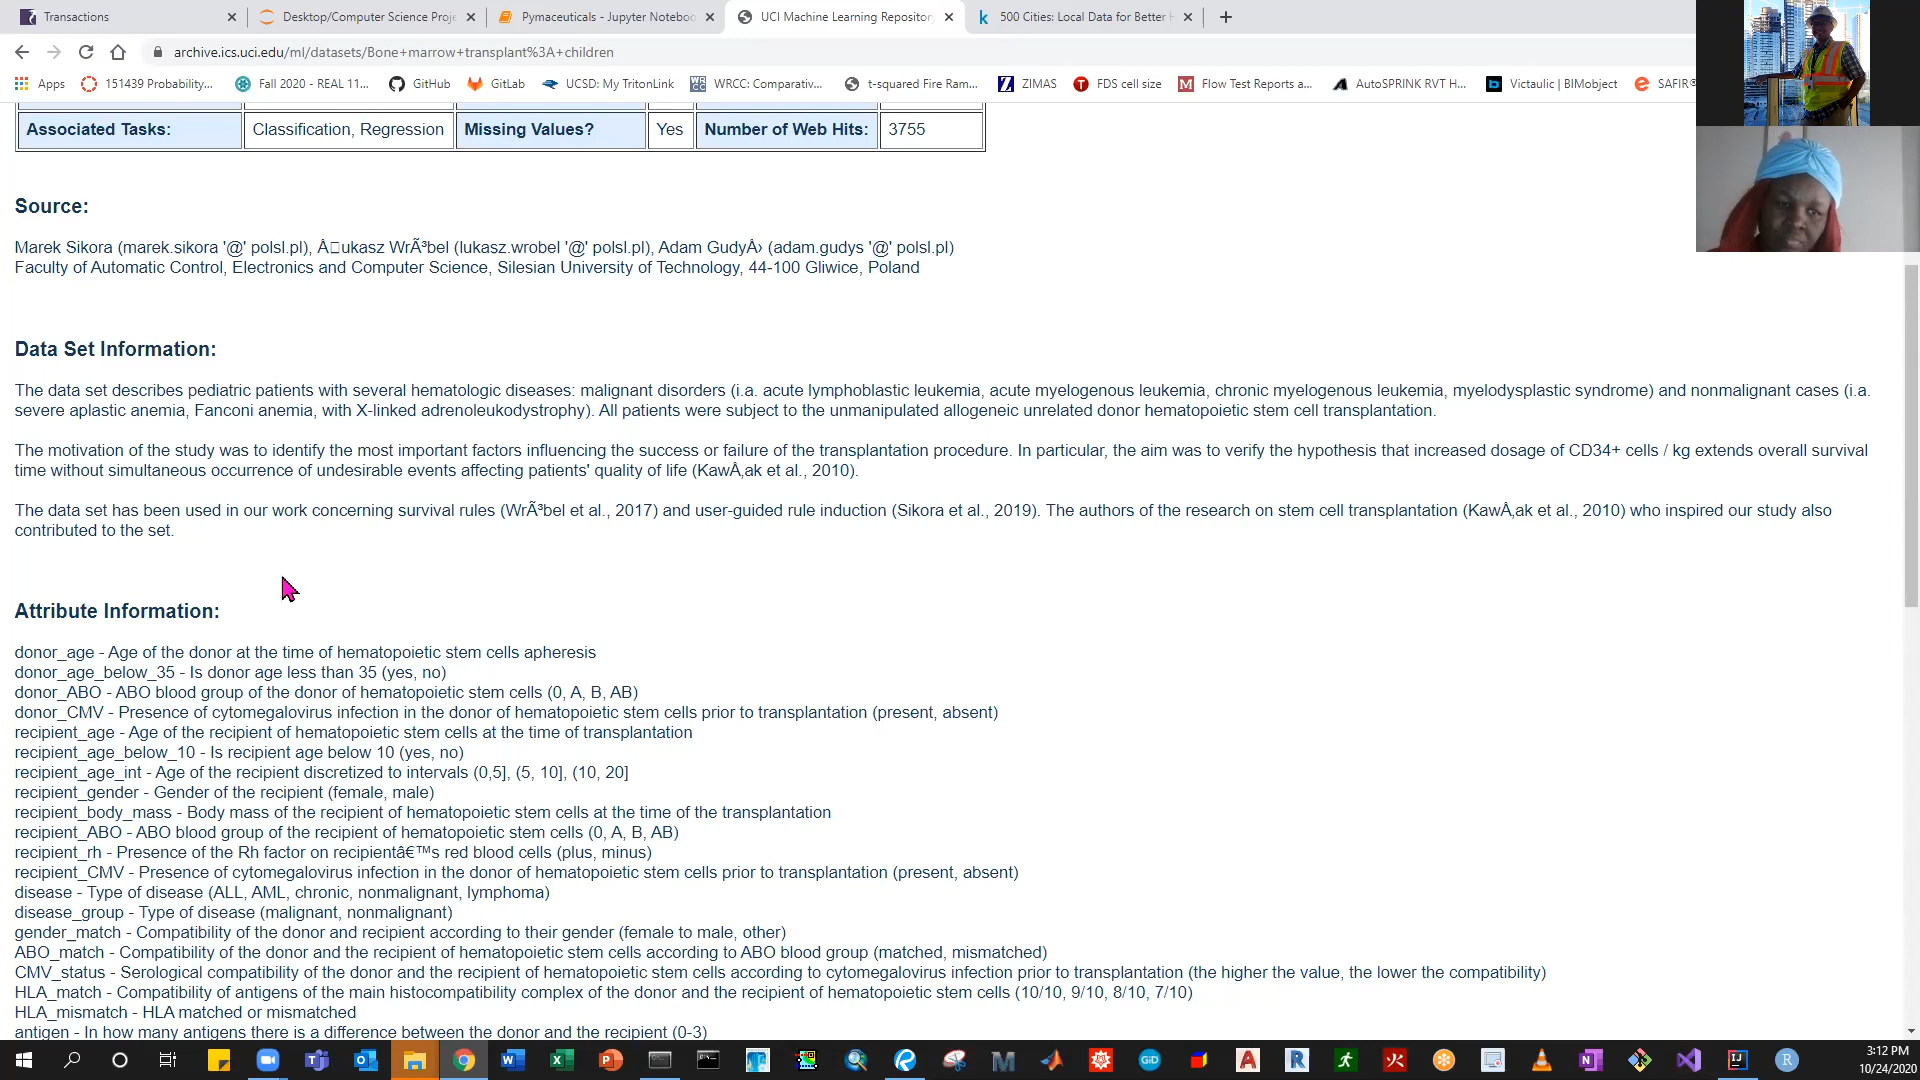 Transactions
Desktop/Computer Science Proje
Pymaceuticals - Jupyter Noteboo
UCI Machine Learning Repository
500 Cities: Local Data for Better H
archive.ics.uci.edu/ml/datasets/Bone+marrow+transplant%3A+children
Apps
151439 Probability...
Fall 2020 - REAL 11...
GitHub
GitLab
UCSD: My TritonLink
WRCC: Comparativ...
t-squared Fire Ram...
ZIMAS
FDS cell size
Flow Test Reports a...
AutoSPRINK RVT H...
Victaulic | BIMobject
SAFIR®
Associated Tasks: Classification, Regression Missing Values? Yes Number of Web Hits: 3755
Source:
Marek Sikora (marek.sikora '@' polsl.pl), Å□ukasz WrÃ³bel (lukasz.wrobel '@' polsl.pl), Adam GudyÅ› (adam.gudys '@' polsl.pl)
Faculty of Automatic Control, Electronics and Computer Science, Silesian University of Technology, 44-100 Gliwice, Poland
Data Set Information:
The data set describes pediatric patients with several hematologic diseases: malignant disorders (i.a. acute lymphoblastic leukemia, acute myelogenous leukemia, chronic myelogenous leukemia, myelodysplastic syndrome) and nonmalignant cases (i.a.
severe aplastic anemia, Fanconi anemia, with X-linked adrenoleukodystrophy). All patients were subject to the unmanipulated allogeneic unrelated donor hematopoietic stem cell transplantation.
The motivation of the study was to identify the most important factors influencing the success or failure of the transplantation procedure. In particular, the aim was to verify the hypothesis that increased dosage of CD34+ cells / kg extends overall survival
time without simultaneous occurrence of undesirable events affecting patients' quality of life (KawÅ‚ak et al., 2010).
The data set has been used in our work concerning survival rules (WrÃ³bel et al., 2017) and user-guided rule induction (Sikora et al., 2019). The authors of the research on stem cell transplantation (KawÅ‚ak et al., 2010) who inspired our study also
contributed to the set.
Attribute Information:
donor_age - Age of the donor at the time of hematopoietic stem cells apheresis
donor_age_below_35 - Is donor age less than 35 (yes, no)
donor_ABO - ABO blood group of the donor of hematopoietic stem cells (0, A, B, AB)
donor_CMV - Presence of cytomegalovirus infection in the donor of hematopoietic stem cells prior to transplantation (present, absent)
recipient_age - Age of the recipient of hematopoietic stem cells at the time of transplantation
recipient_age_below_10 - Is recipient age below 10 (yes, no)
recipient_age_int - Age of the recipient discretized to intervals (0,5], (5, 10], (10, 20]
recipient_gender - Gender of the recipient (female, male)
recipient_body_mass - Body mass of the recipient of hematopoietic stem cells at the time of the transplantation
recipient_ABO - ABO blood group of the recipient of hematopoietic stem cells (0, A, B, AB)
recipient_rh - Presence of the Rh factor on recipientâ€™s red blood cells (plus, minus)
recipient_CMV - Presence of cytomegalovirus infection in the donor of hematopoietic stem cells prior to transplantation (present, absent)
disease - Type of disease (ALL, AML, chronic, nonmalignant, lymphoma)
disease_group - Type of disease (malignant, nonmalignant)
gender_match - Compatibility of the donor and recipient according to their gender (female to male, other)
ABO_match - Compatibility of the donor and the recipient of hematopoietic stem cells according to ABO blood group (matched, mismatched)
CMV_status - Serological compatibility of the donor and the recipient of hematopoietic stem cells according to cytomegalovirus infection prior to transplantation (the higher the value, the lower the compatibility)
HLA_match - Compatibility of antigens of the main histocompatibility complex of the donor and the recipient of hematopoietic stem cells (10/10, 9/10, 8/10, 7/10)
HLA_mismatch - HLA matched or mismatched
antigen - In how many antigens there is a difference between the donor and the recipient (0-3)
3:12 PM
10/24/2020